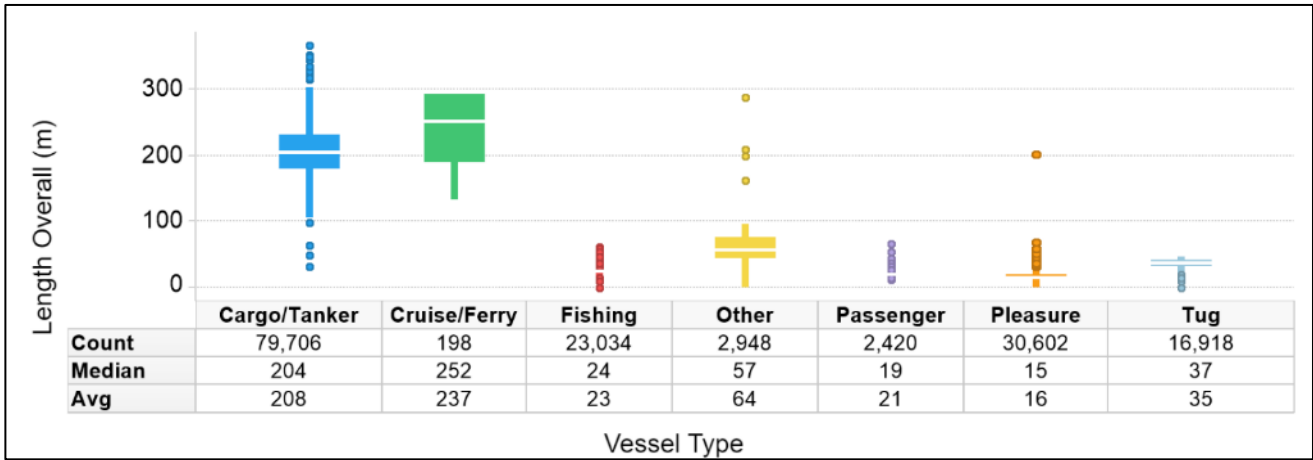 Length Overall (m)
300
200
100
0
Cargo/Tanker Cruise/Ferry Fishing Other Passenger Pleasure Tug
Count 79,706 198 23,034 2,948 2,420 30,602 16,918
Median 204 252 24 57 19 15 37
Avg 208 237 23 64 21 16 35
Vessel Type